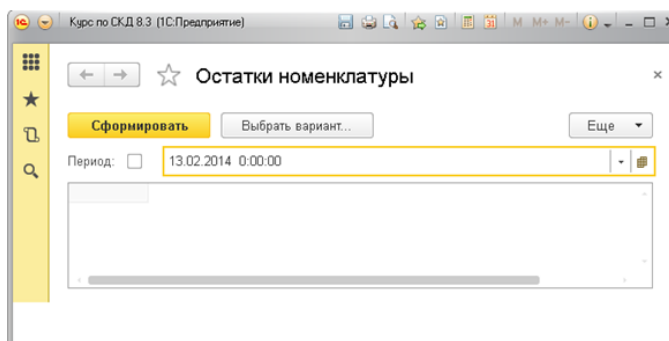 Курс по СКД 8.3 (1С:Предприятие)
M M+ M-
Остатки номенклатуры
Сформировать Выбрать вариант... Еще
Период: 13.02.2014 0:00:00